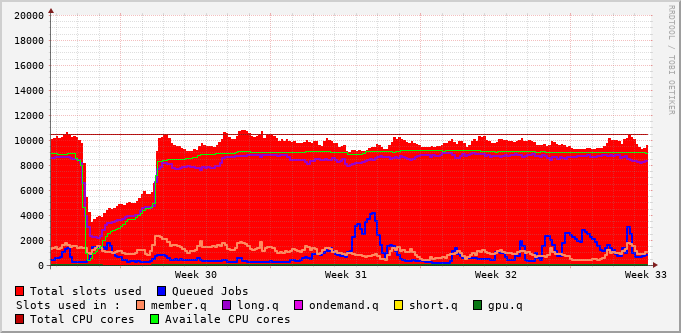 20000
18000
16000
14000
12000
10000
8000
6000
4000
2000
0
Week 30 Week 31 Week 32 Week 33
Total slots used Queued Jobs
Slots used in : member.q long.q ondemand.q short.q gpu.q
Total CPU cores Availale CPU cores
RRDTOOL / TOBI OETIKER